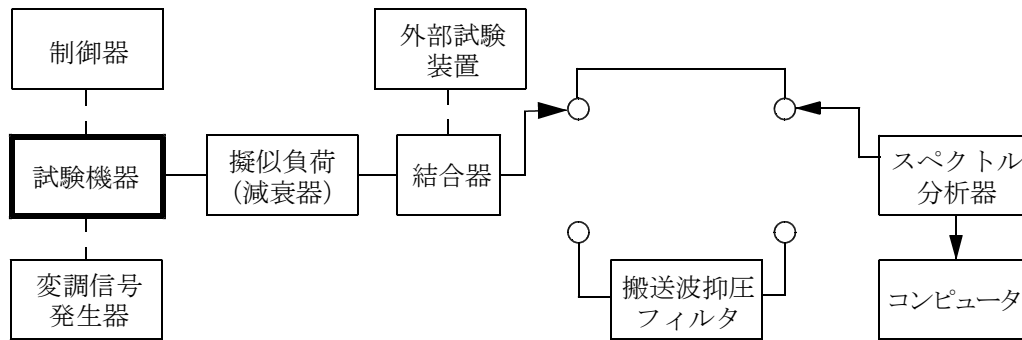 制御器
外部試験
装置
試験機器
擬似負荷
（減衰器）
結合器
スペクトル
分析器
変調信号
発生器
搬送波抑圧
フィルタ
コンピュータ